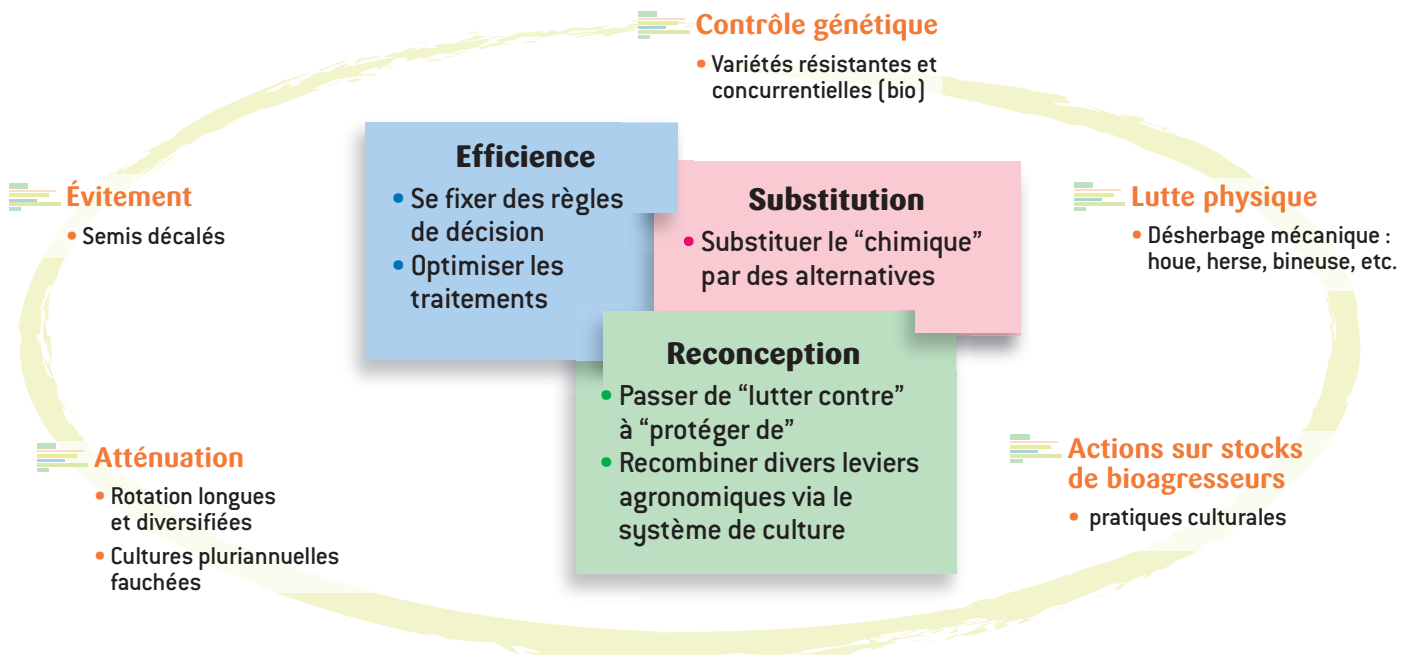 Contrôle génétique
• Variétés résistantes et
concurrentielles (bio)
Efficience
• Se fixer des règles
de décision
• Optimiser les
traitements
Substitution
• Substituer le “chimique”
par des alternatives
Reconception
• Passer de “lutter contre”
à “protéger de”
• Recombiner divers leviers
agronomiques via le
système de culture
Évitement
• Semis décalés
Lutte physique
• Désherbage mécanique :
houe, herse, bineuse, etc.
Atténuation
• Rotation longues
et diversifiées
• Cultures pluriannuelles
fauchées
Actions sur stocks
de bioagresseurs
• pratiques culturales